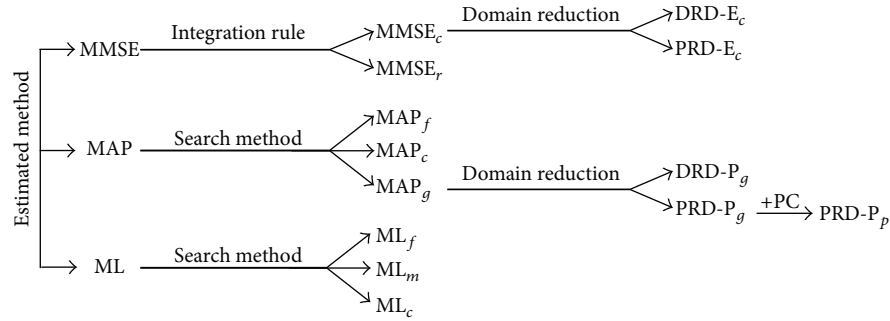 Estimated method
MMSE
Integration rule
MMSE_c
MMSE_r
Domain reduction
DRD-E_c
PRD-E_c
MAP
Search method
MAP_f
MAP_c
MAP_g
Domain reduction
DRD-P_g
PRD-P_g
+PC
PRD-P_p
ML
Search method
ML_f
ML_m
ML_c